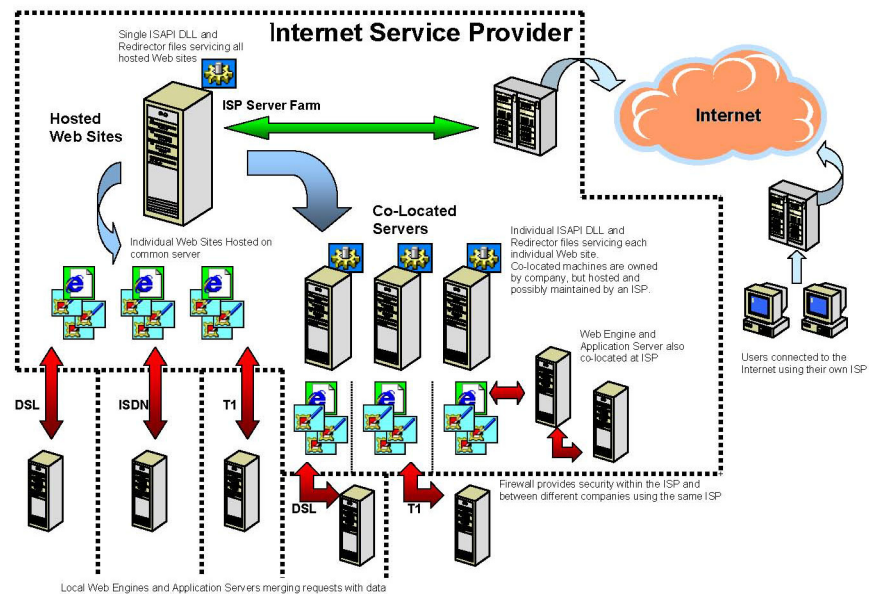 Internet Service Provider
Single ISAPI DLL and
Redirector files servicing all
hosted Web sites
ISP Server Farm
Hosted
Web Sites
Internet
Co-Located
Servers
Individual Web Sites Hosted on
common server
Individual ISAPI DLL and
Redirector files servicing each
individual Web site.
Co-located machines are owned
by company, but hosted and
possibly maintained by an ISP.
Web Engine and
Application Server also
co-located at ISP
Users connected to the
Internet using their own ISP
DSL
ISDN
T1
DSL
T1
Firewall provides security within the ISP and
between different companies using the same ISP
Local Web Engines and Application Servers merging requests with data